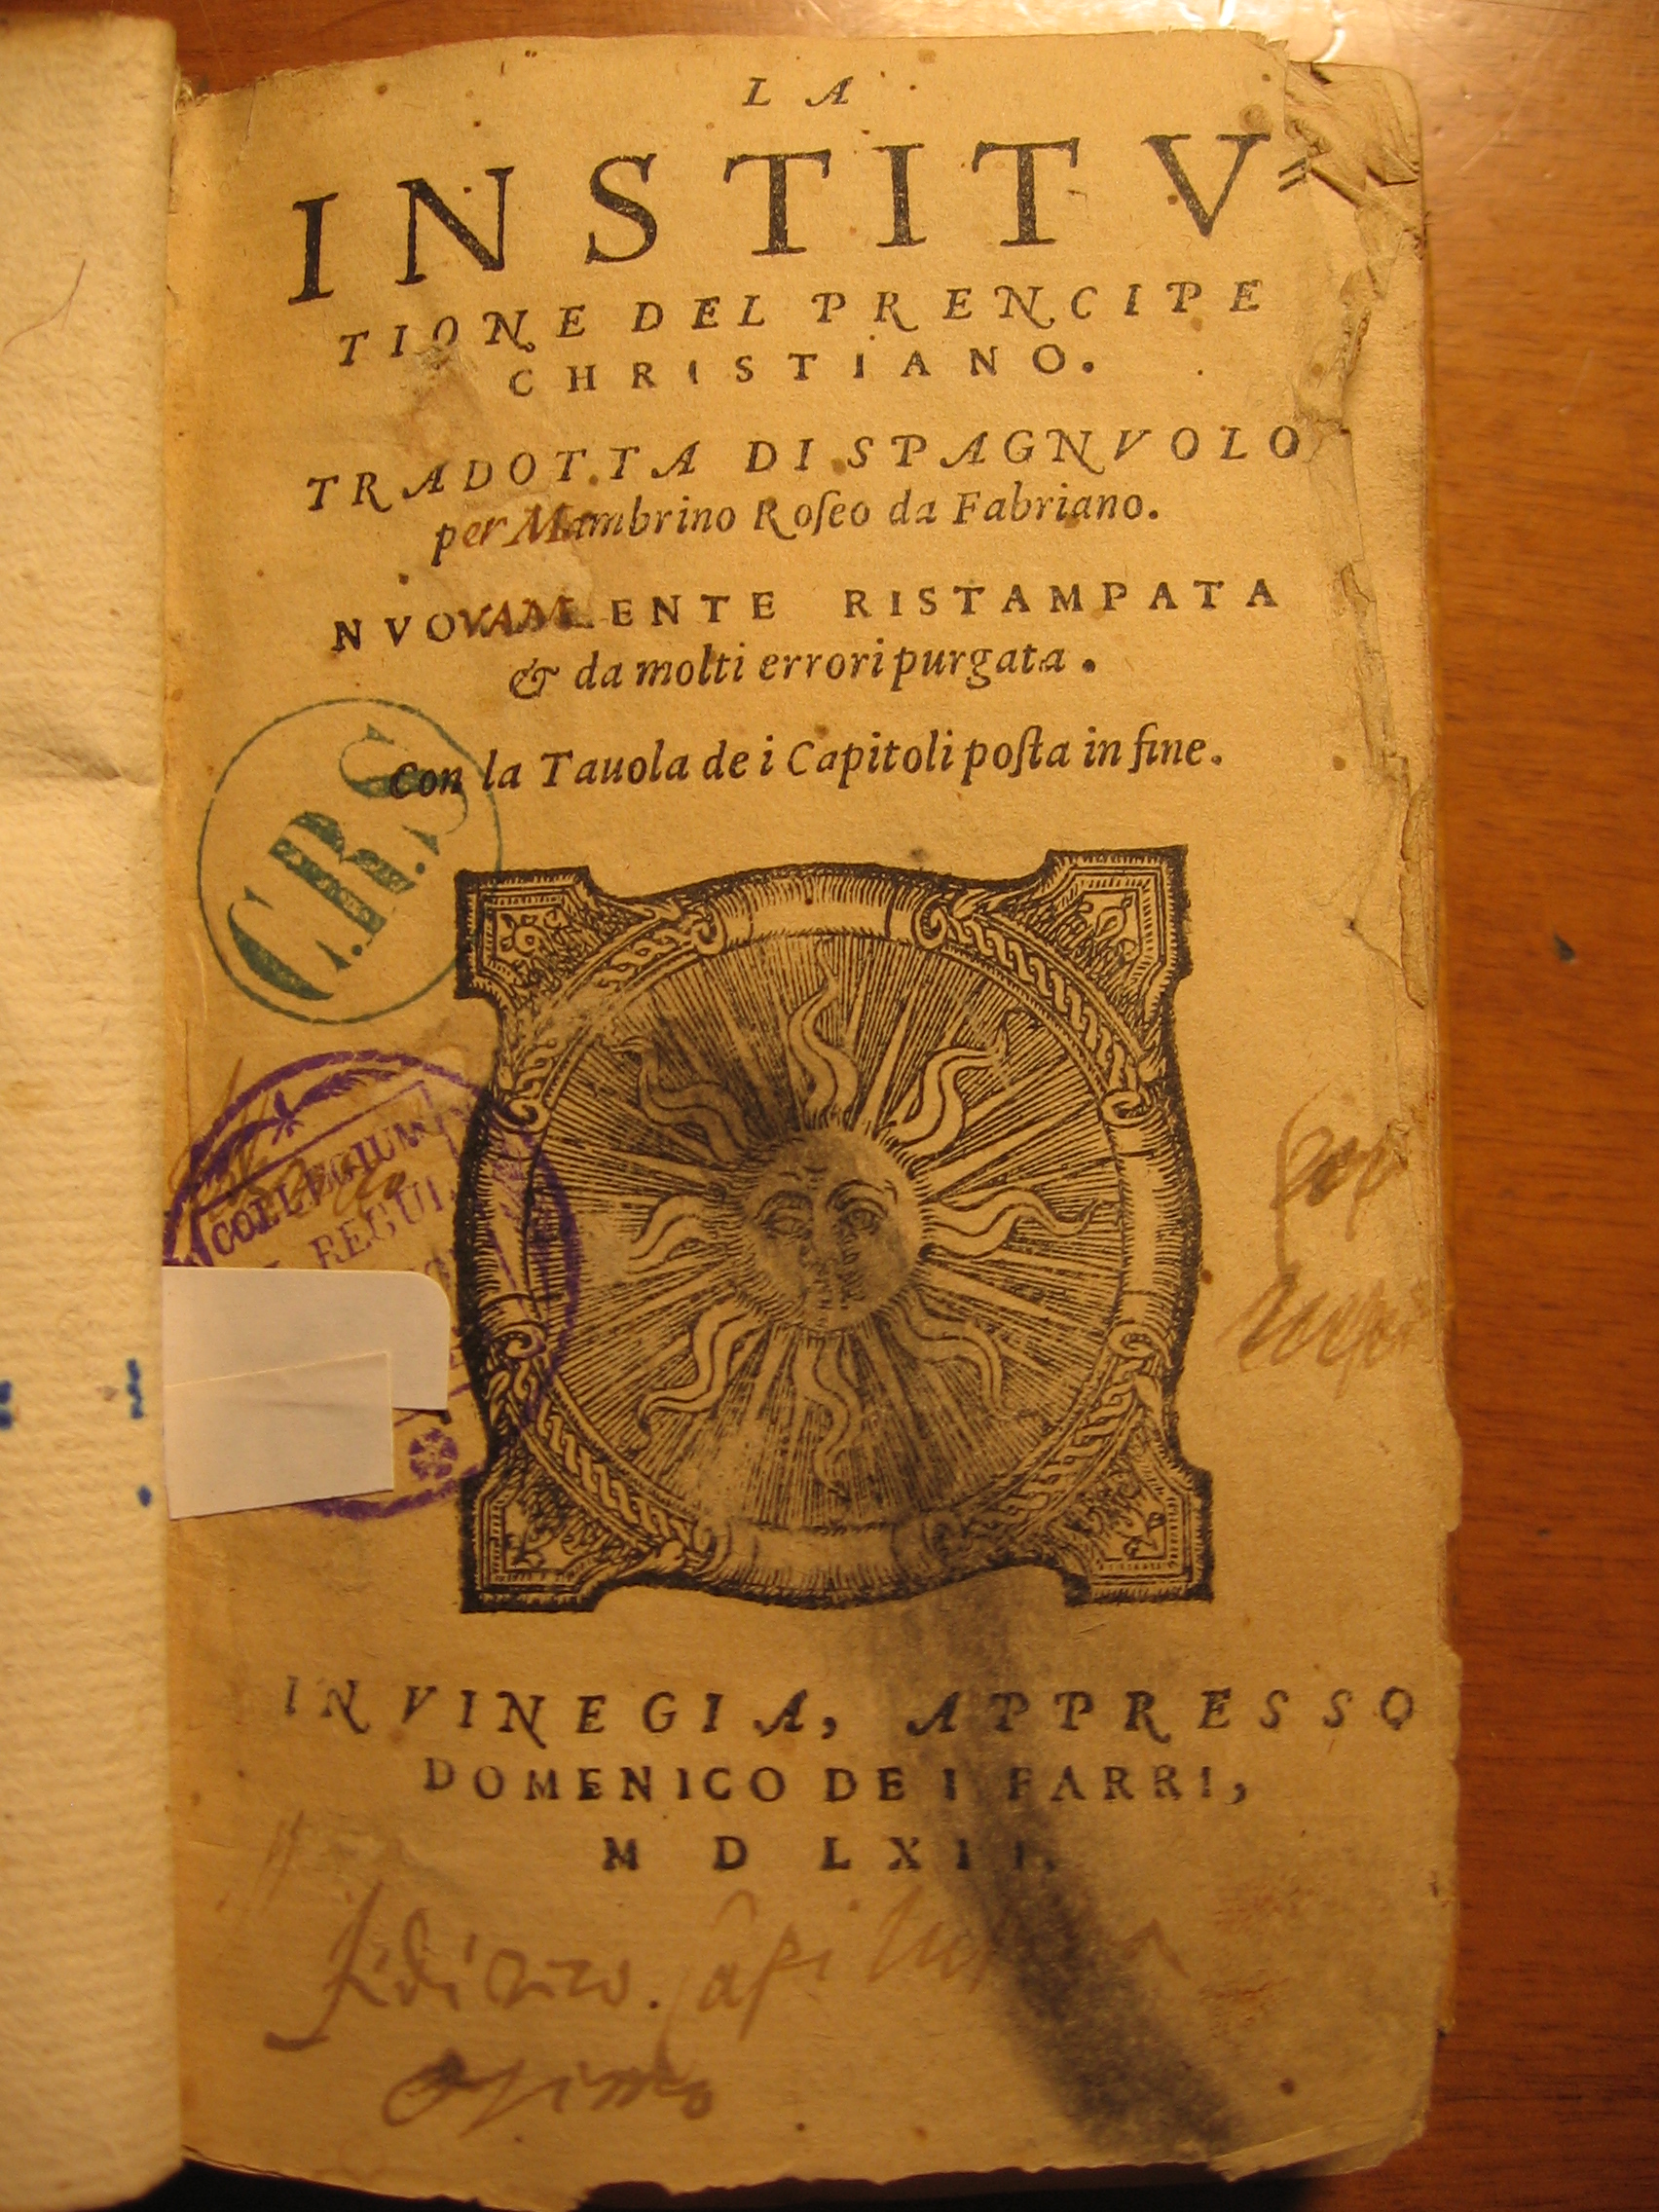 LA
INSTITV=
TIONE DEL PRENCIPE
CHRISTIANO.
TRADOTTA DI SPAGNVOLO
per Mambrino Roſeo da Fabriano.
NVOVAMENTE RISTAMPATA
& da molti errori purgata.
Con la Tauola de i Capitoli poſta in fine.
C.R.S
COLLEGIUM
IN VINEGIA, APPRESSO
DOMENICO DE I FARRI,
M D LXII.